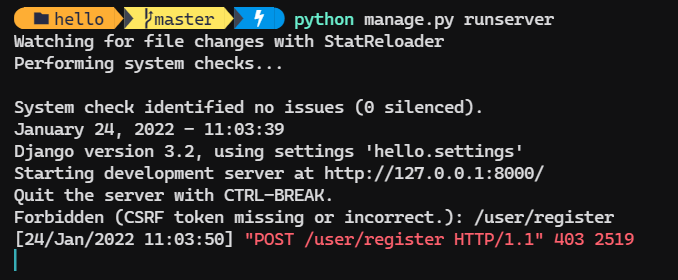 hello master python manage.py runserver
Watching for file changes with StatReloader
Performing system checks...
System check identified no issues (0 silenced).
January 24, 2022 - 11:03:39
Django version 3.2, using settings 'hello.settings'
Starting development server at http://127.0.0.1:8000/
Quit the server with CTRL-BREAK.
Forbidden (CSRF token missing or incorrect.): /user/register
[24/Jan/2022 11:03:50] "POST /user/register HTTP/1.1" 403 2519